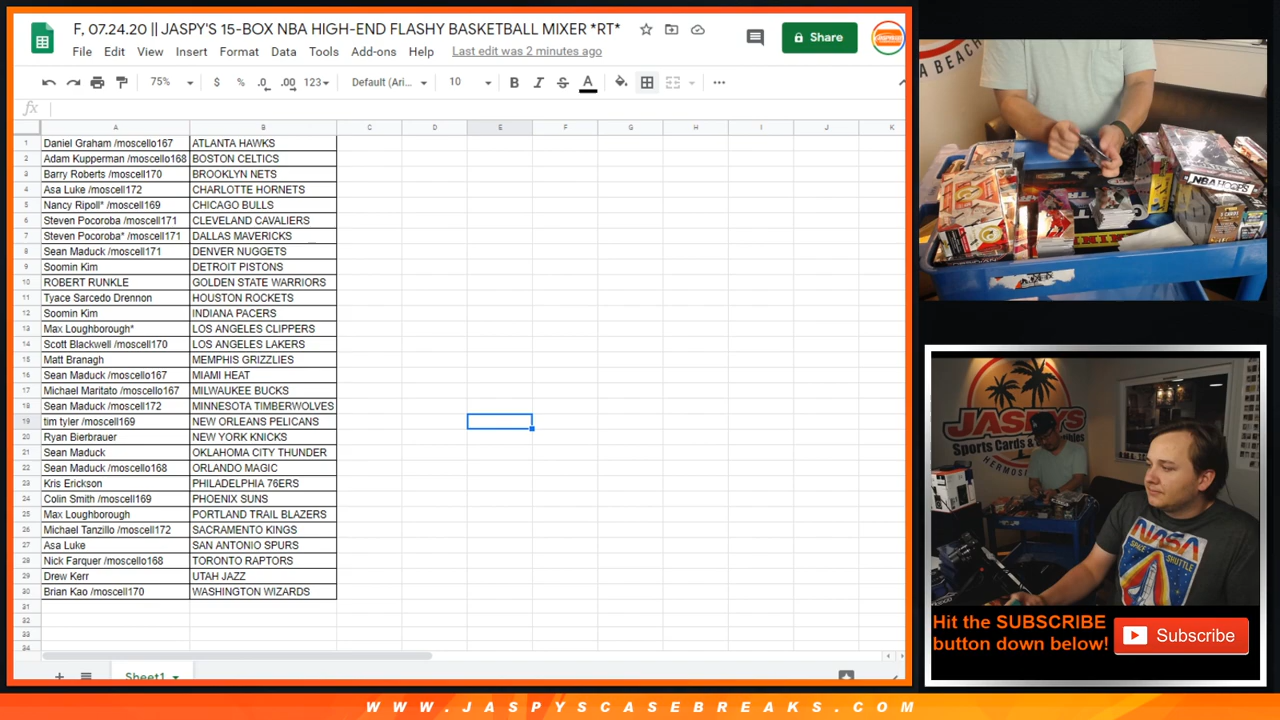 F, 07.24.20 || JASPY'S 15-BOX NBA HIGH-END FLASHY BASKETBALL MIXER *RT*
File Edit View Insert Format Data Tools Add-ons Help Last edit was 2 minutes ago
Share
75% $ % .0 .00 123 Default (Ari... 10 B I S A
fx
A B C D E F G H I J K
1 Daniel Graham /moscello167 ATLANTA HAWKS
2 Adam Kupperman /moscello168 BOSTON CELTICS
3 Barry Roberts /moscell170 BROOKLYN NETS
4 Asa Luke /moscell172 CHARLOTTE HORNETS
5 Nancy Ripoll* /moscell169 CHICAGO BULLS
6 Steven Pocoroba /moscell171 CLEVELAND CAVALIERS
7 Steven Pocoroba* /moscell171 DALLAS MAVERICKS
8 Sean Maduck /moscell171 DENVER NUGGETS
9 Soomin Kim DETROIT PISTONS
10 ROBERT RUNKLE GOLDEN STATE WARRIORS
11 Tyace Sarcedo Drennon HOUSTON ROCKETS
12 Soomin Kim INDIANA PACERS
13 Max Loughborough* LOS ANGELES CLIPPERS
14 Scott Blackwell /moscell170 LOS ANGELES LAKERS
15 Matt Branagh MEMPHIS GRIZZLIES
16 Sean Maduck /moscello167 MIAMI HEAT
17 Michael Maritato /moscello167 MILWAUKEE BUCKS
18 Sean Maduck /moscell172 MINNESOTA TIMBERWOLVES
19 tim tyler /moscell169 NEW ORLEANS PELICANS
20 Ryan Bierbrauer NEW YORK KNICKS
21 Sean Maduck OKLAHOMA CITY THUNDER
22 Sean Maduck /moscello168 ORLANDO MAGIC
23 Kris Erickson PHILADELPHIA 76ERS
24 Colin Smith /moscell169 PHOENIX SUNS
25 Max Loughborough PORTLAND TRAIL BLAZERS
26 Michael Tanzillo /moscell172 SACRAMENTO KINGS
27 Asa Luke SAN ANTONIO SPURS
28 Nick Farquer /moscello168 TORONTO RAPTORS
29 Drew Kerr UTAH JAZZ
30 Brian Kao /moscell170 WASHINGTON WIZARDS
31
32
33
34
Sheet1
A BEACH
NBA HOOPS
JASPY'S
Sports Cards &
HERMOS
NASA
SPACE SHUTTLE
Hit the SUBSCRIBE
button down below!
Subscribe
WWW.JASPYSCASEBREAKS.COM